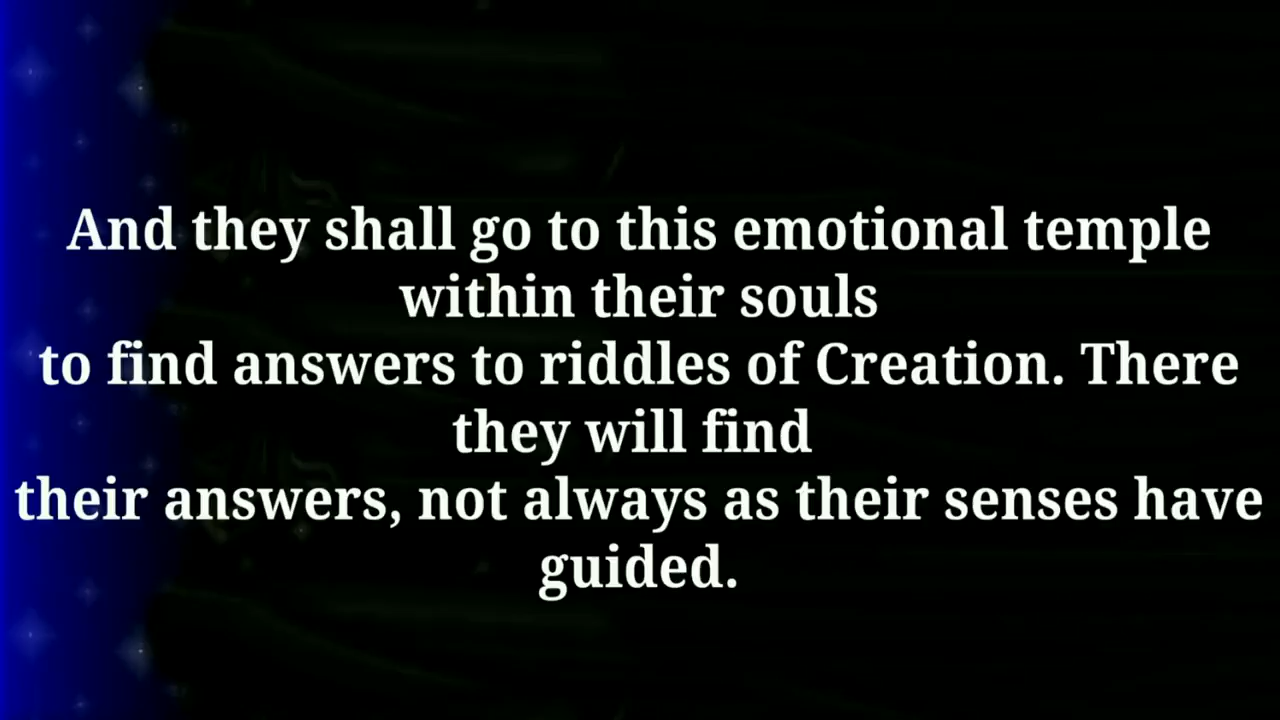 And they shall go to this emotional temple
within their souls
to find answers to riddles of Creation. There
they will find
their answers, not always as their senses have
guided.